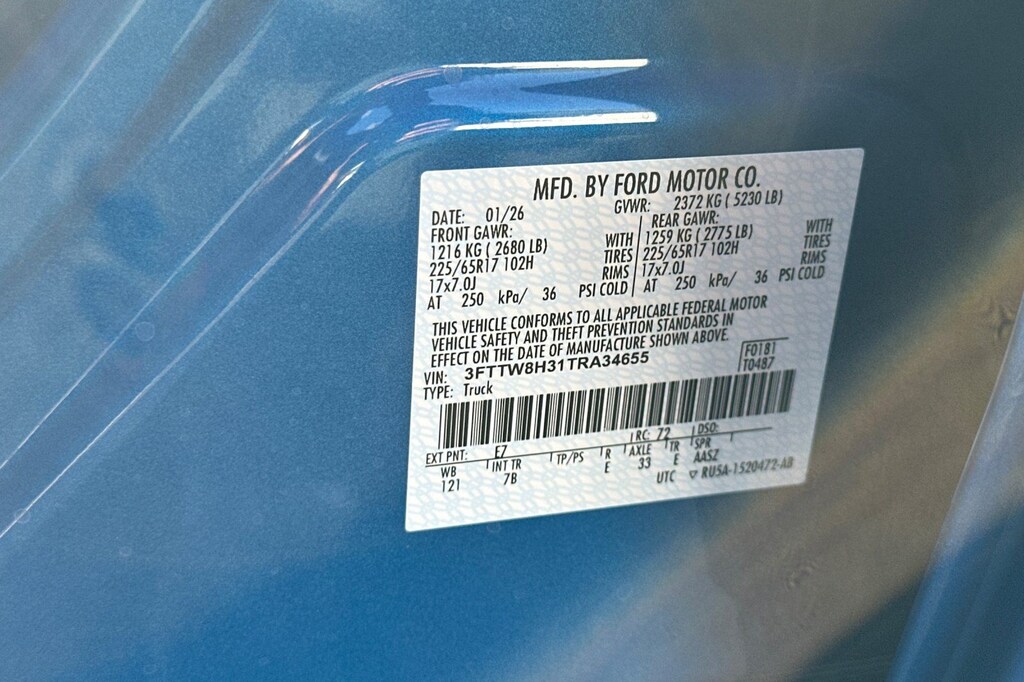 MFD. BY FORD MOTOR CO.
DATE: 01/26 GVWR: 2372 KG ( 5230 LB)
FRONT GAWR: REAR GAWR:
1216 KG ( 2680 LB) WITH 1259 KG ( 2775 LB) WITH
225/65R17 102H TIRES 225/65R17 102H TIRES
17x7.0J RIMS 17x7.0J RIMS
AT 250 kPa/ 36 PSI COLD AT 250 kPa/ 36 PSI COLD
THIS VEHICLE CONFORMS TO ALL APPLICABLE FEDERAL MOTOR
VEHICLE SAFETY AND THEFT PREVENTION STANDARDS IN
EFFECT ON THE DATE OF MANUFACTURE SHOWN ABOVE.
VIN: 3FTTW8H31TRA34655 F0181
TYPE: Truck T0487
EXT PNT: E7 RC: 72 DSO:
WB INT TR TP/PS R AXLE TR SPR
121 7B E 33 E AASZ
UTC ▽ RU5A-1520472-AB